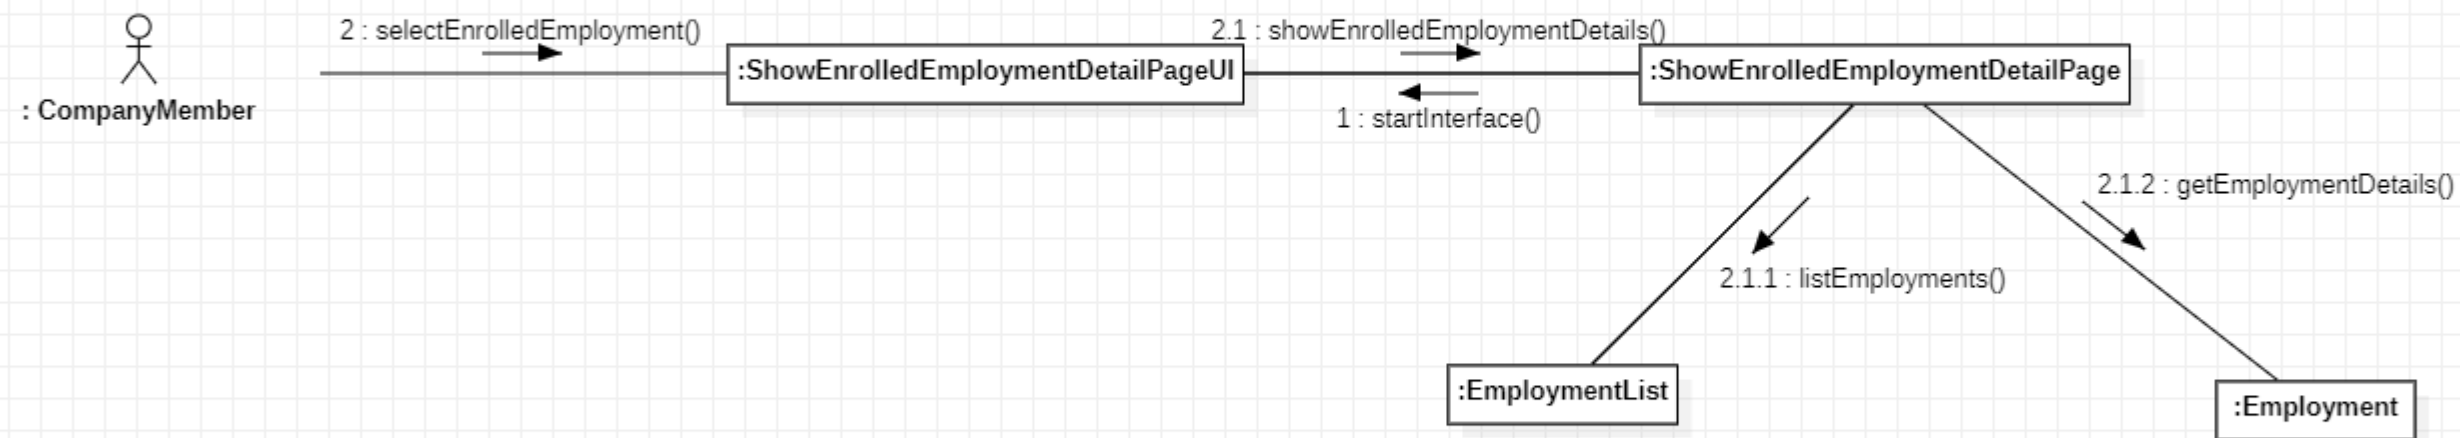 2 : selectEnrolledEmployment()
2.1 : showEnrolledEmploymentDetails()
:ShowEnrolledEmploymentDetailPageUI
:ShowEnrolledEmploymentDetailPage
: CompanyMember
1 : startInterface()
2.1.2 : getEmploymentDetails()
2.1.1 : listEmployments()
:EmploymentList
:Employment